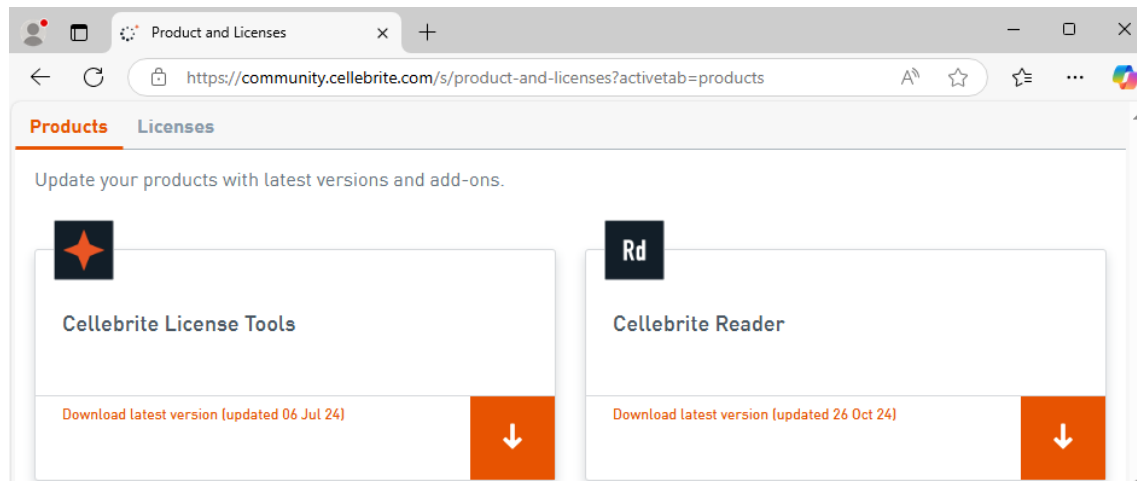 Product and Licenses
https://community.cellebrite.com/s/product-and-licenses?activetab=products
Products Licenses
Update your products with latest versions and add-ons.
Rd
Cellebrite License Tools
Cellebrite Reader
Download latest version (updated 06 Jul 24)
Download latest version (updated 26 Oct 24)